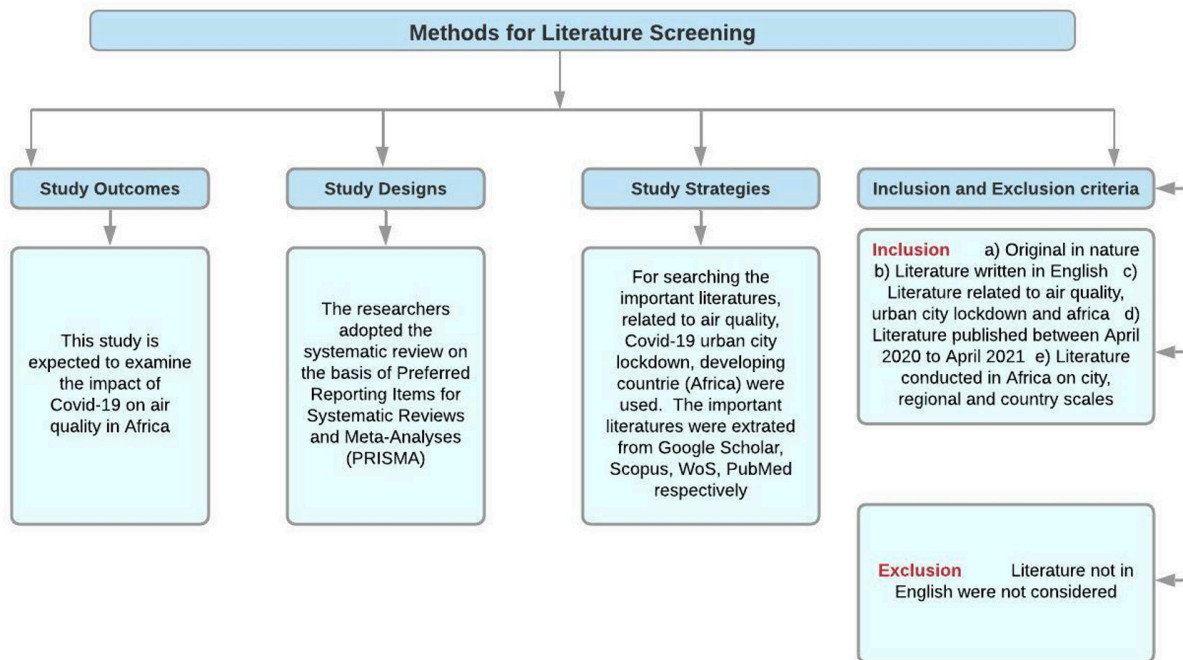 Methods for Literature Screening
Study Outcomes
This study is
expected to examine
the impact of
Covid-19 on air
quality in Africa
Study Designs
The researchers
adopted the
systematic review on
the basis of Preferred
Reporting Items for
Systematic Reviews
and Meta-Analyses
(PRISMA)
Study Strategies
For searching the
important literatures,
related to air quality,
Covid-19 urban city
lockdown, developing
countrie (Africa) were
used. The important
literatures were extrated
from Google Scholar,
Scopus, WoS, PubMed
respectively
Inclusion and Exclusion criteria
Inclusion a) Original in nature
b) Literature written in English c)
Literature related to air quality,
urban city lockdown and africa d)
Literature published between April
2020 to April 2021 e) Literature
conducted in Africa on city,
regional and country scales
Exclusion Literature not in
English were not considered